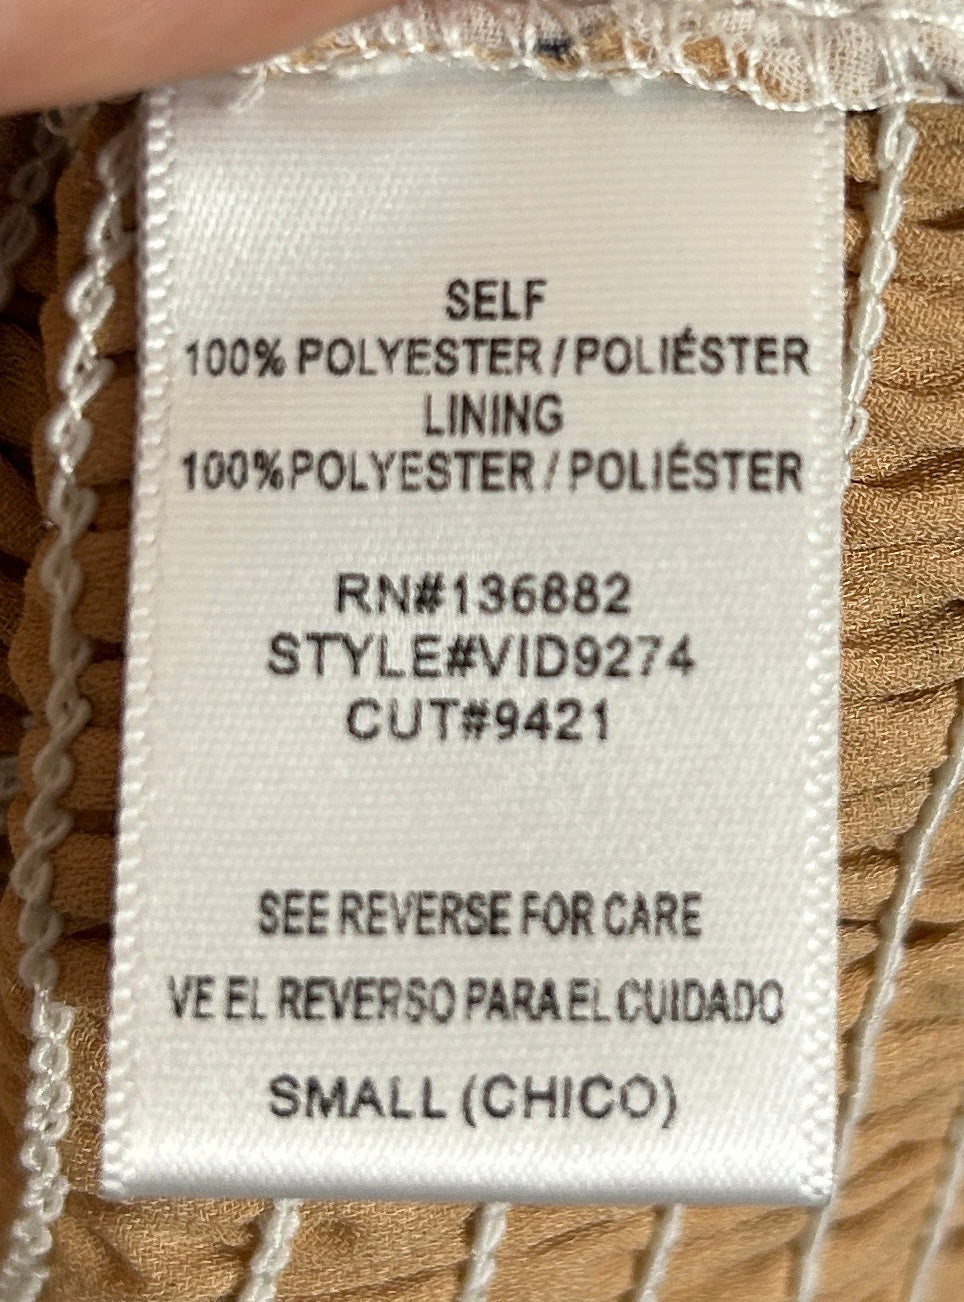 SELF
100% POLYESTER / POLIÉSTER
LINING
100% POLYESTER / POLIÉSTER
RN#136882
STYLE#VID9274
CUT#9421
SEE REVERSE FOR CARE
VE EL REVERSO PARA EL CUIDADO
SMALL (CHICO)